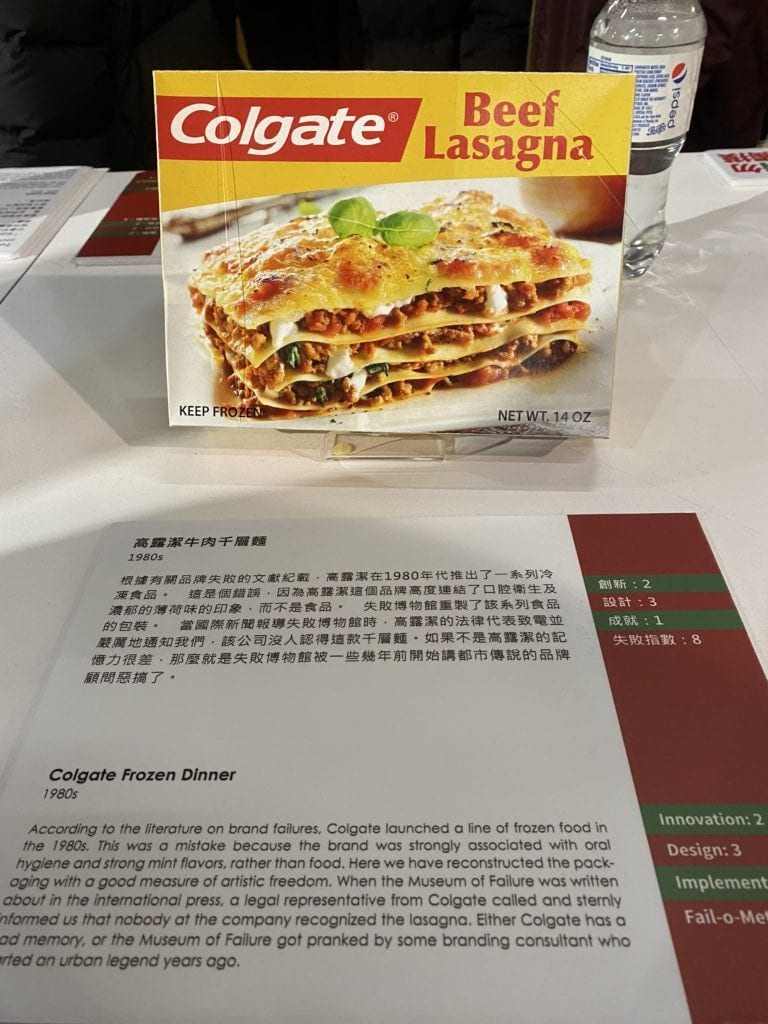 Colgate®
Beef
Lasagna
pepsi
KEEP FROZEN
NET WT. 14 OZ
高露潔牛肉千層麵
1980s
根據有關品牌失敗的文獻紀載，高露潔在1980年代推出了一系列冷
凍食品。 這是個錯誤，因為高露潔這個品牌高度連結了口腔衛生及
濃郁的薄荷味的印象，而不是食品。 失敗博物館重製了該系列食品
的包裝。 當國際新聞報導失敗博物館時，高露潔的法律代表致電並
嚴厲地通知我們，該公司沒人認得這款千層麵。如果不是高露潔的記
憶力很差，那麼就是失敗博物館被一些幾年前開始講都市傳說的品牌
顧問惡搞了。
創新：2
設計：3
成就：1
失敗指數：8
Colgate Frozen Dinner
1980s
According to the literature on brand failures, Colgate launched a line of frozen food in
the 1980s. This was a mistake because the brand was strongly associated with oral
hygiene and strong mint flavors, rather than food. Here we have reconstructed the pack-
aging with a good measure of artistic freedom. When the Museum of Failure was written
about in the international press, a legal representative from Colgate called and sternly
informed us that nobody at the company recognized the lasagna. Either Colgate has a
ad memory, or the Museum of Failure got pranked by some branding consultant who
arted an urban legend years ago.
Innovation: 2
Design: 3
Implement
Fail-o-Met